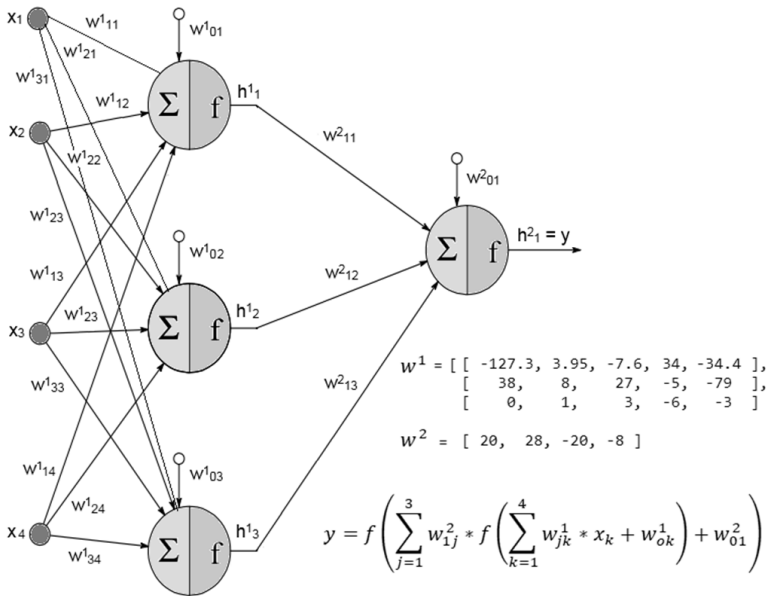 x₁
w¹₁₁
w¹₀₁
w¹₂₁
w¹₃₁
w¹₁₂
Σ f
h¹₁
x₂
w¹₂₂
w²₁₁
w²₀₁
w¹₂₃
w¹₀₂
Σ f
h²₁ = y
w¹₁₃
w²₁₂
w¹₂₃
Σ f
h¹₂
x₃
w¹₃₃
w²₁₃
w¹ = [[ -127.3, 3.95, -7.6, 34, -34.4 ],
[ 38, 8, 27, -5, -79 ],
[ 0, 1, 3, -6, -3 ]
w² = [ 20, 28, -20, -8 ]
w¹₁₄
w¹₀₃
w¹₂₄
x₄
w¹₃₄
Σ f
h¹₃
y = f(∑_{j=1}^{3} w²₁ⱼ * f(∑_{k=1}^{4} w¹ⱼₖ * xₖ + w¹ₒₖ) + w²₀₁)